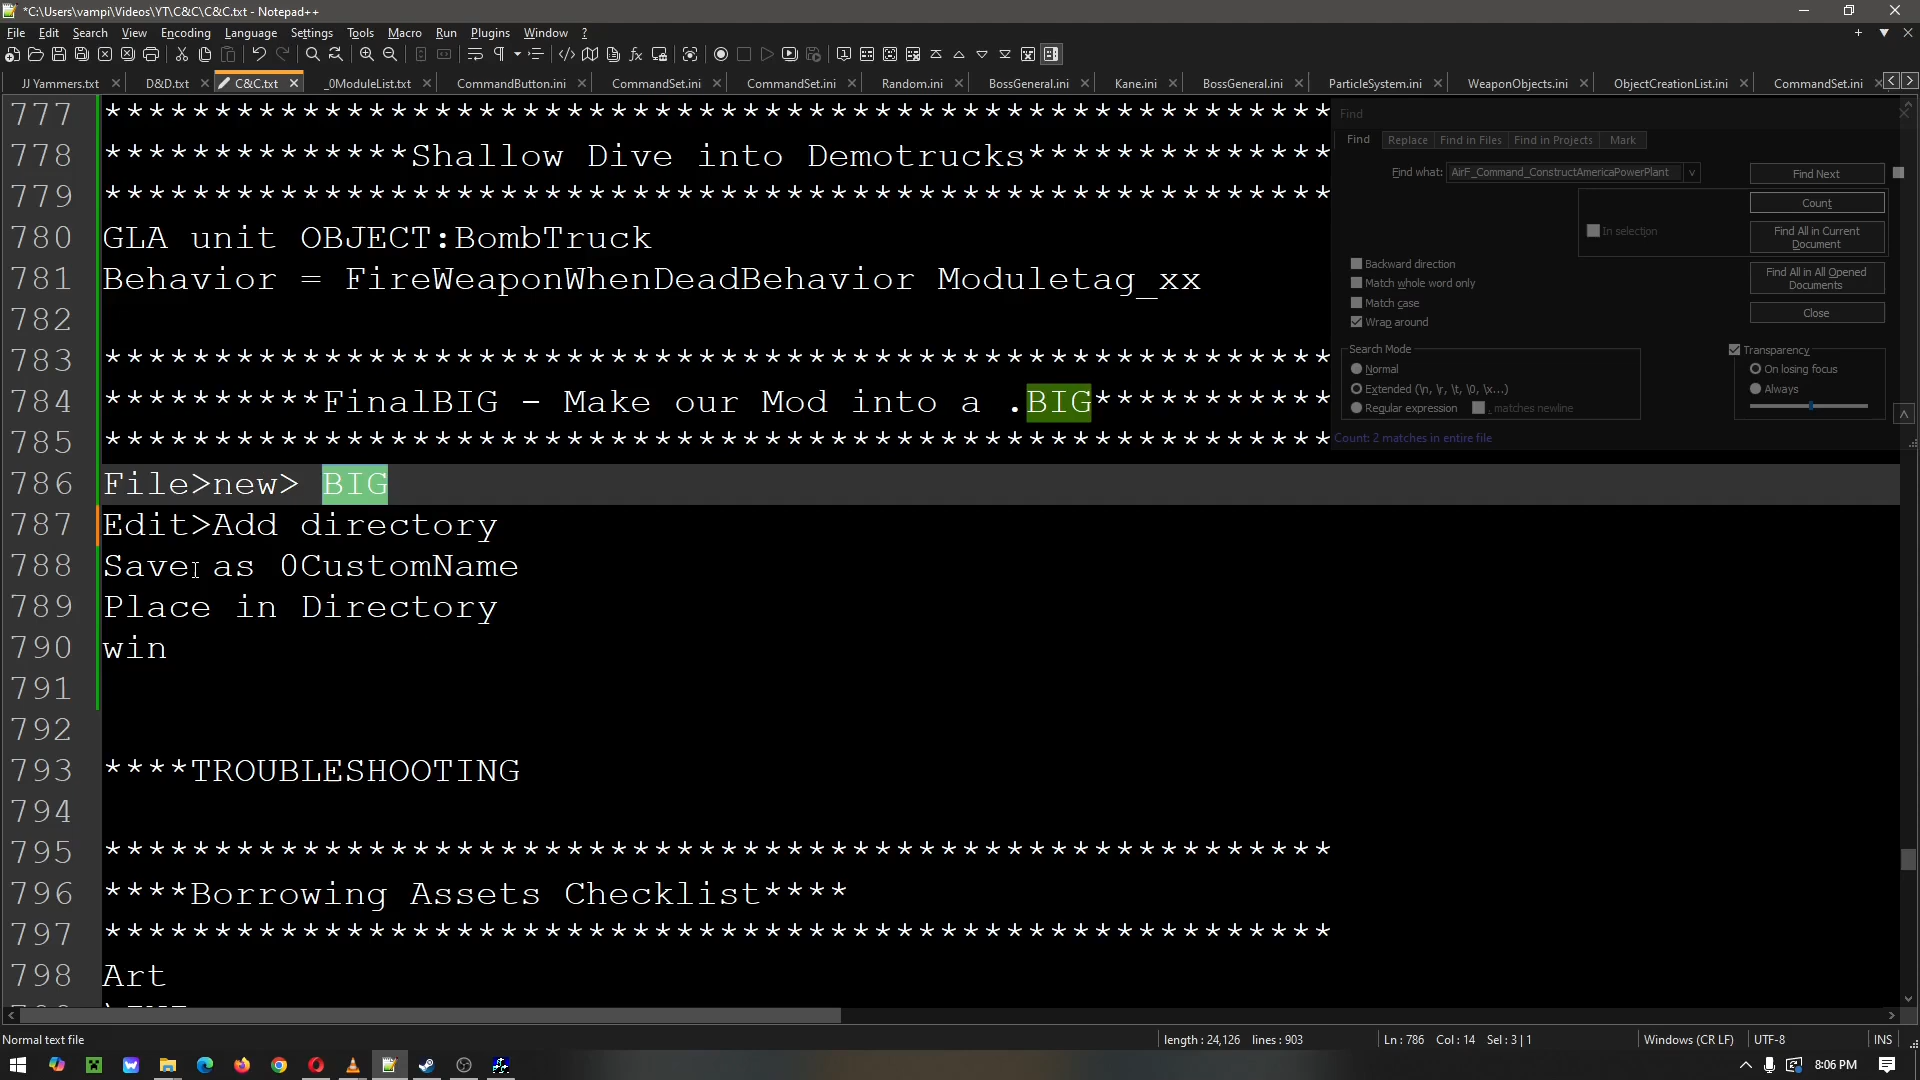 *C:\Users\vampi\Videos\YT\C&C\C&C.txt - Notepad++
File Edit Search View Encoding Language Settings Tools Macro Run Plugins Window ?
JJ Yammers.txt D&D.txt C&C.txt _0ModuleList.txt CommandButton.ini CommandSet.ini CommandSet.ini Random.ini BossGeneral.ini Kane.ini BossGeneral.ini ParticleSystem.ini WeaponObjects.ini ObjectCreationList.ini CommandSet.ini
777 ********************************************************
778 **************Shallow Dive into Demotrucks**************
779 ********************************************************
780 GLA unit OBJECT:BombTruck
781 Behavior = FireWeaponWhenDeadBehavior Moduletag_xx
782
783 ********************************************************
784 **********FinalBIG - Make our Mod into a .BIG***********
785 ********************************************************
786 File>new> BIG
787 Edit>Add directory
788 Save as 0CustomName
789 Place in Directory
790 win
791
792
793 ****TROUBLESHOOTING
794
795 ********************************************************
796 ****Borrowing Assets Checklist****
797 ********************************************************
798 Art
Find
Find Replace Find in Files Find in Projects Mark
Find what: AirF_Command_ConstructAmericaPowerPlant
Find Next
Count
In selection
Find All in Current Document
Backward direction
Match whole word only
Find All in All Opened Documents
Match case
Wrap around
Close
Search Mode
Normal
Extended (\n, \r, \t, \0, \x...)
Regular expression
. matches newline
Transparency
On losing focus
Always
Count: 2 matches in entire file
Normal text file length : 24,126 lines : 903 Ln : 786 Col : 14 Sel : 3 | 1 Windows (CR LF) UTF-8 INS
8:06 PM